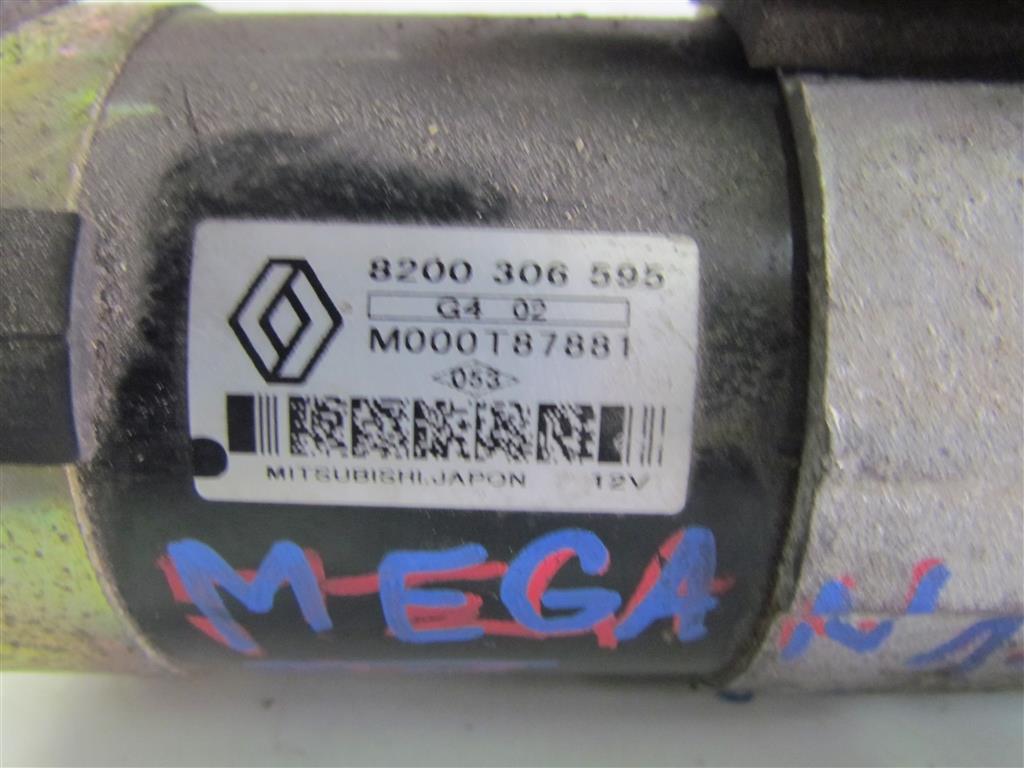 8200 306 595
G4 02
M000T87881
053
MITSUBISHI.JAPON 12V
MEGA